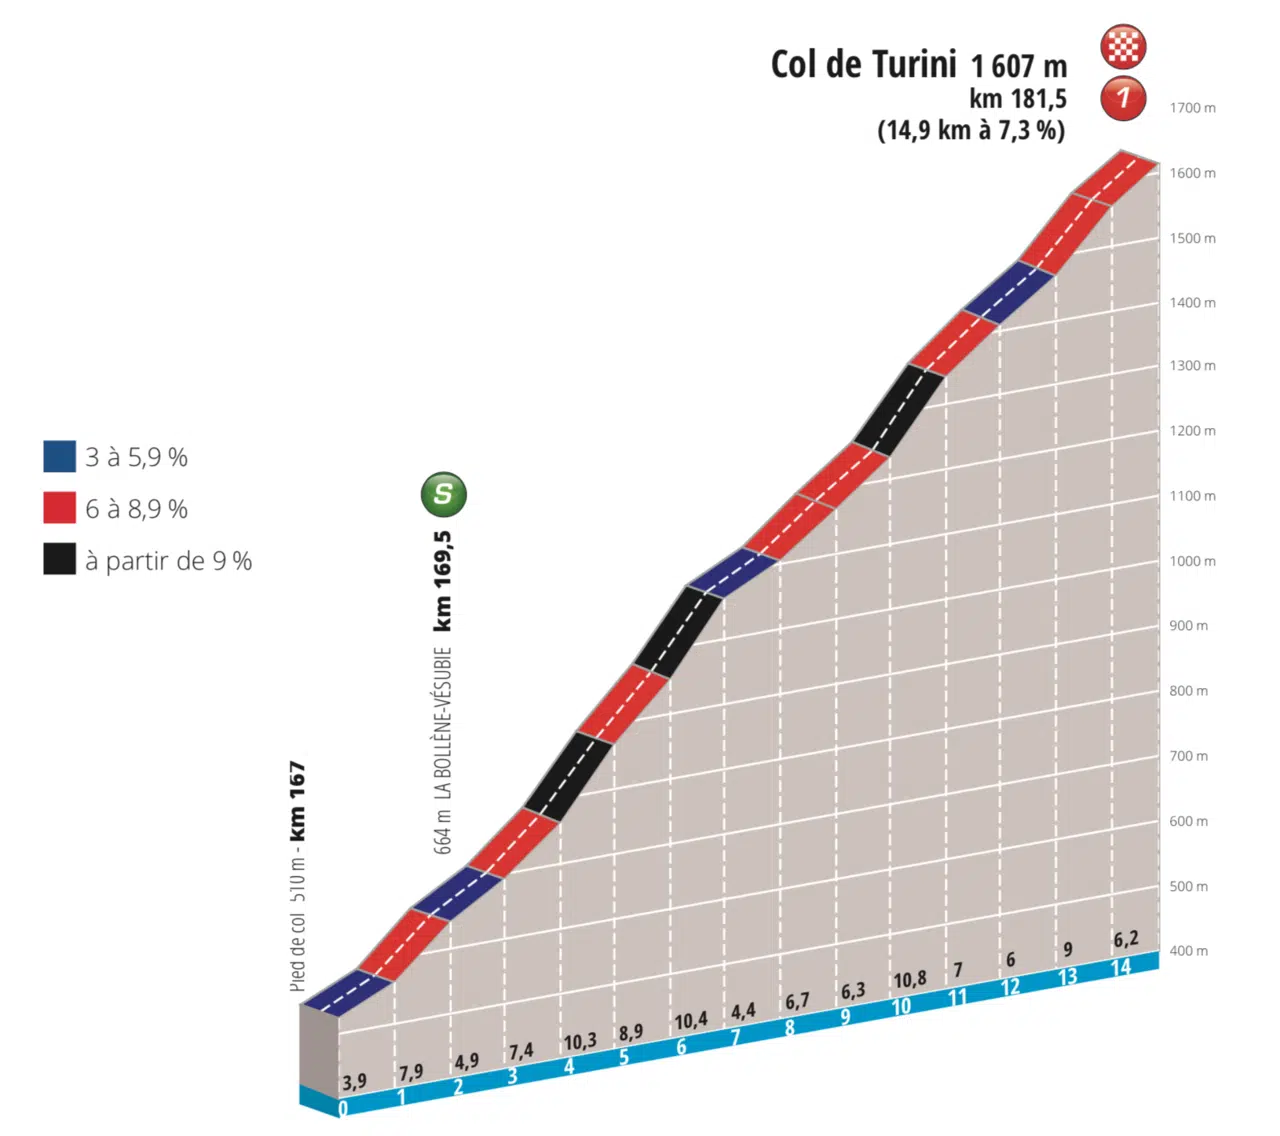 Col de Turini 1 607 m
km 181,5
(14,9 km à 7,3 %)
1
1700 m
1600 m
1500 m
1400 m
1300 m
1200 m
1100 m
1000 m
900 m
800 m
700 m
600 m
500 m
400 m
3 à 5,9 %
6 à 8,9 %
à partir de 9 %
S
664 m LA BOLLÈNE-VÉSUBIE km 169,5
Pied de col 510 m - km 167
3,9 7,9 4,9 7,4 10,3 8,9 10,4 4,4 6,7 6,3 10,8 7 6 9 6,2
0 1 2 3 4 5 6 7 8 9 10 11 12 13 14